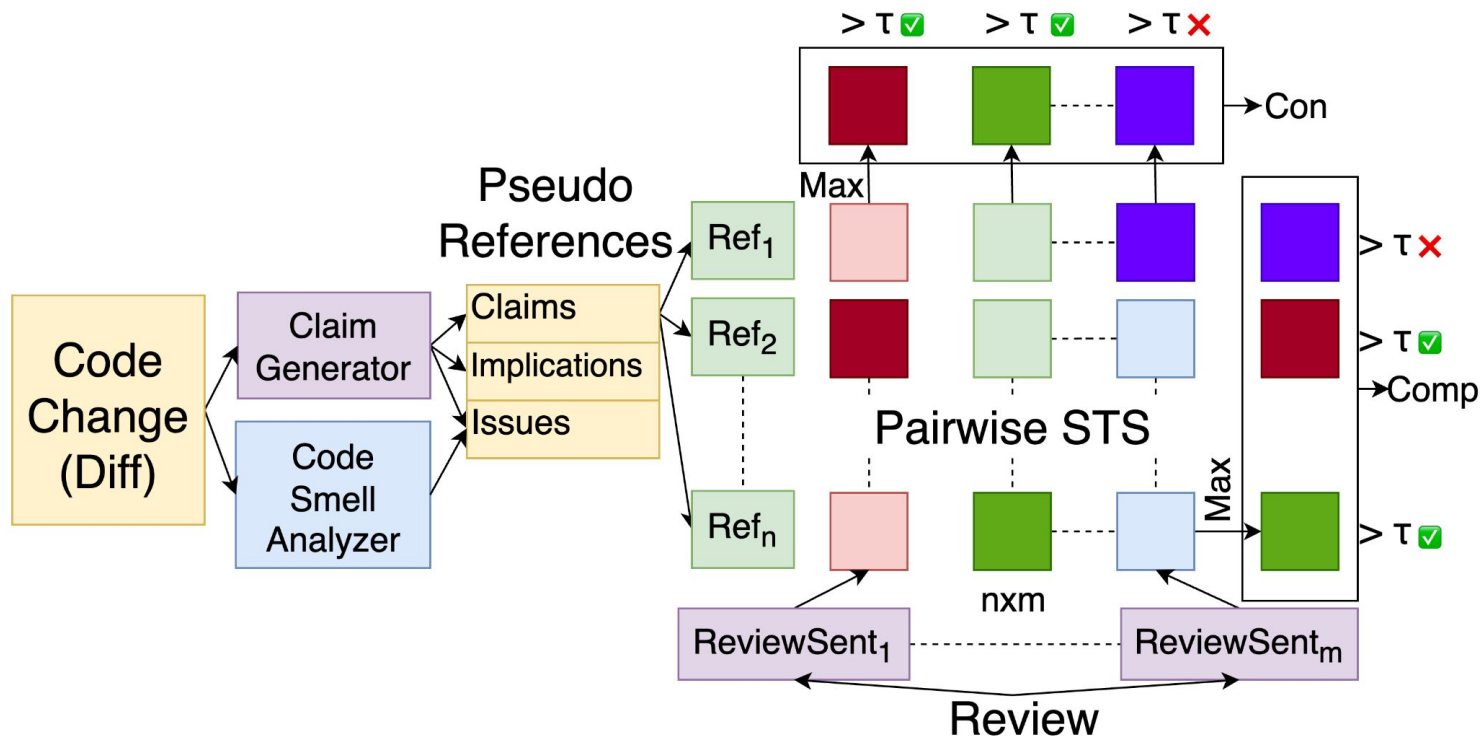 > τ ✅ > τ ✅ > τ ❌
Con
Max
Pseudo
References
Ref₁
> τ ❌
Code
Change
(Diff)
Claim
Generator
Claims
Implications
Issues
Ref₂
> τ ✅
Comp
Pairwise STS
Code
Smell
Analyzer
Max
Refₙ
> τ ✅
nxm
ReviewSent₁
ReviewSentₘ
Review